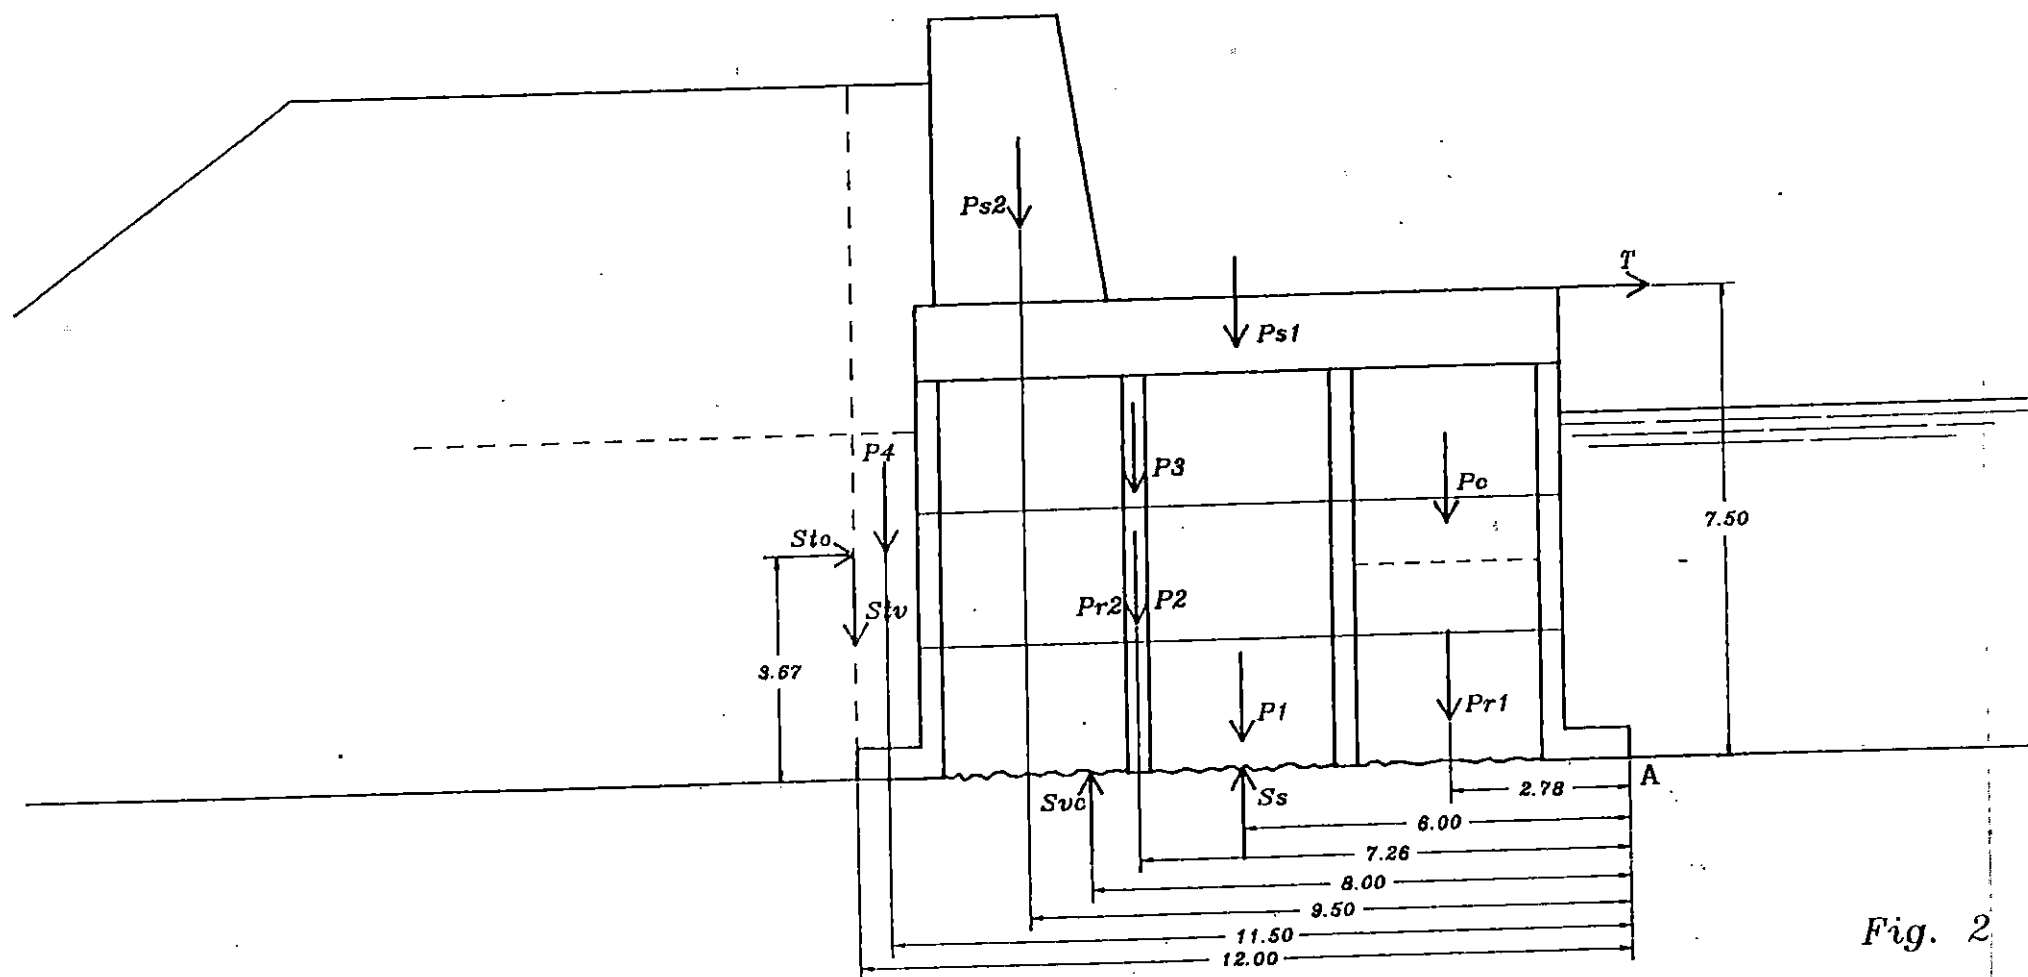 Ps2
T
Ps1
P4
P3
Pc
7.50
Sto
Stv
Pr2
P2
3.67
P1
Pr1
Svc
Ss
A
2.78
6.00
7.26
8.00
9.50
11.50
12.00
Fig. 2